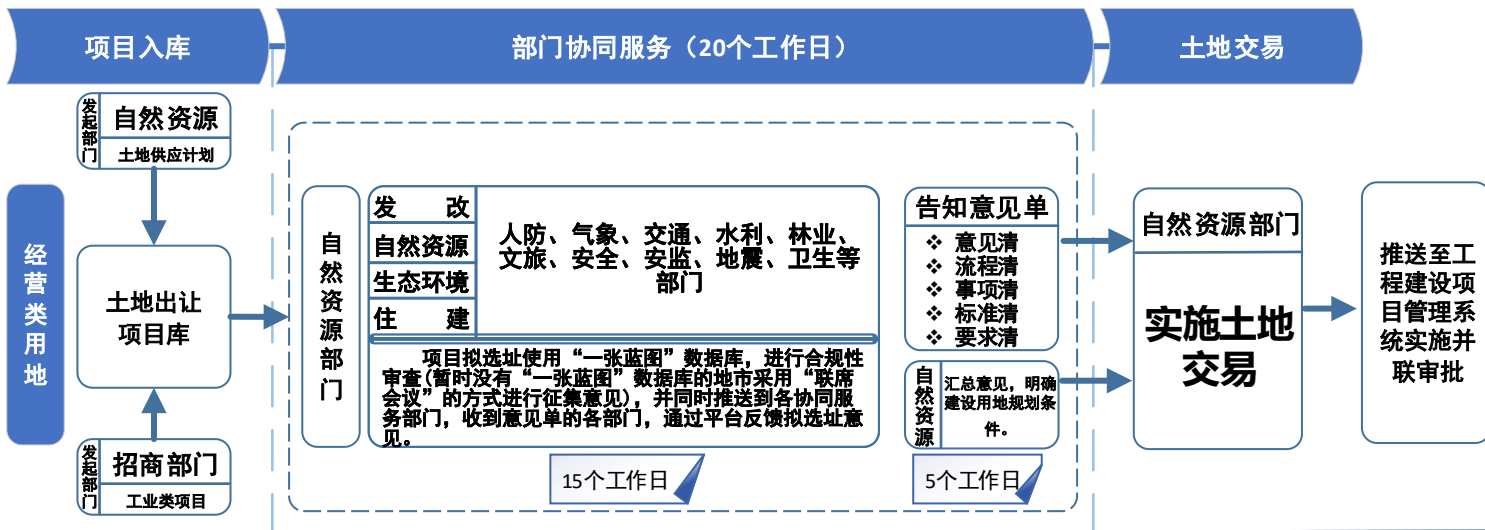 项目入库
部门协同服务（20个工作日）
土地交易
经营类用地
发起部门
自然资源
土地供应计划
土地出让
项目库
发起部门
招商部门
工业类项目
自然资源部门
发 改
自然资源
生态环境
住 建
人防、气象、交通、水利、林业、
文旅、安全、安监、地震、卫生等
部门
项目拟选址使用“一张蓝图”数据库，进行合规性
审查(暂时没有“一张蓝图”数据库的地市采用“联席
会议”的方式进行征集意见)，并同时推送到各协同服
务部门，收到意见单的各部门，通过平台反馈拟选址意
见。
15个工作日
告知意见单
❖ 意见清
❖ 流程清
❖ 事项清
❖ 标准清
❖ 要求清
自然资源
汇总意见，明确
建设用地规划条
件。
5个工作日
自然资源部门
实施土地
交易
推送至工
程建设项
目管理系
统实施并
联审批